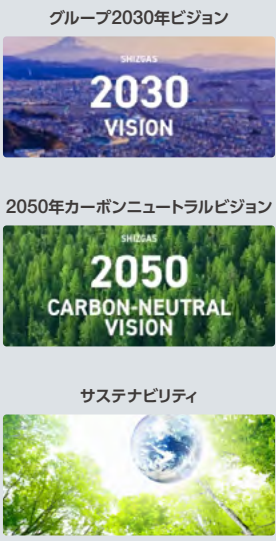 グループ2030年ビジョン
SHIZGAS
2030
VISION
2050年カーボンニュートラルビジョン
SHIZGAS
2050
CARBON-NEUTRAL
VISION
サステナビリティ